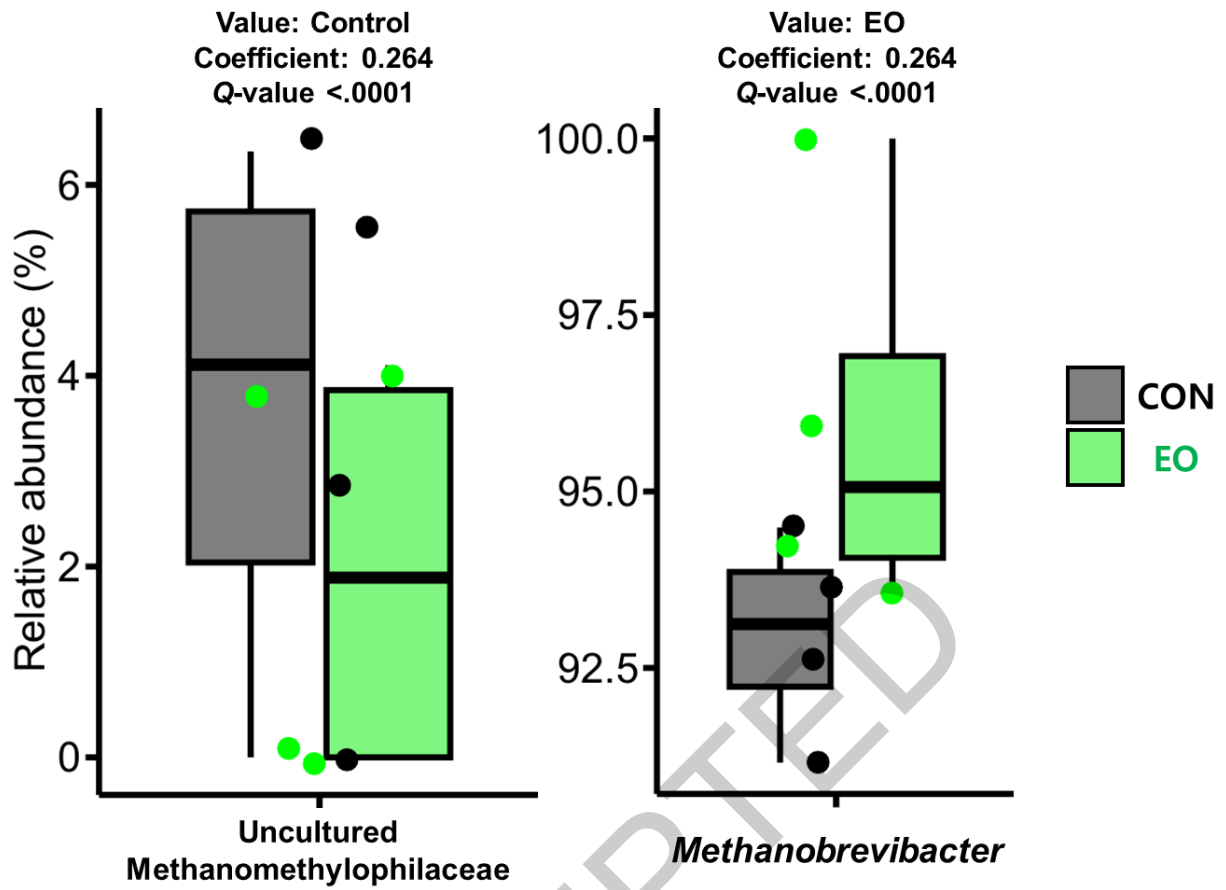 Value: Control
Coefficient: 0.264
Q-value <.0001
Value: EO
Coefficient: 0.264
Q-value <.0001
Relative abundance (%)
6
4
2
0
100.0
97.5
95.0
92.5
CON
EO
Uncultured
Methanomethylophilaceae
Methanobrevibacter
PTED